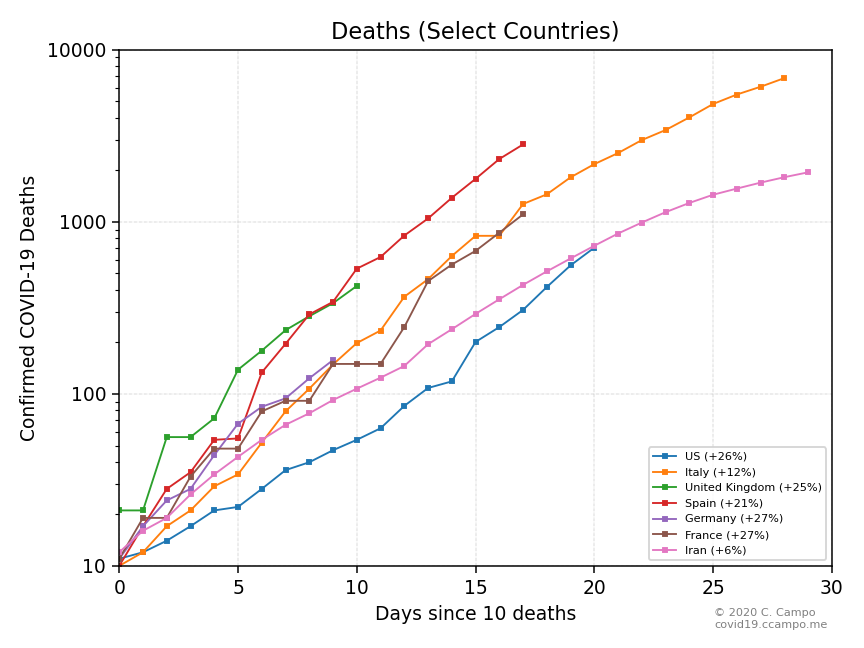 Deaths (Select Countries)
10000
1000
100
10
Confirmed COVID-19 Deaths
US (+26%)
Italy (+12%)
United Kingdom (+25%)
Spain (+21%)
Germany (+27%)
France (+27%)
Iran (+6%)
0 5 10 15 20 25 30
Days since 10 deaths
© 2020 C. Campo
covid19.ccampo.me